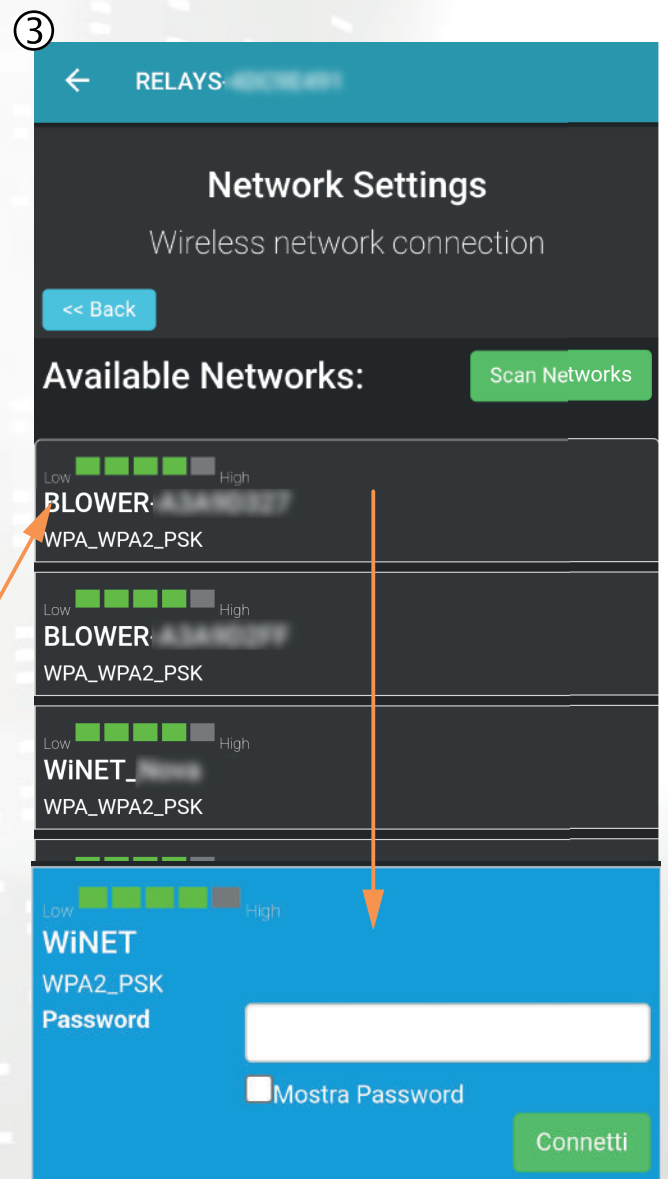 ③
RELAYS-
Network Settings
Wireless network connection
<< Back
Available Networks:
Scan Networks
Low High
BLOWER-
WPA_WPA2_PSK
Low High
BLOWER-
WPA_WPA2_PSK
Low High
WiNET_
WPA_WPA2_PSK
Low High
WiNET
WPA2_PSK
Password
Mostra Password
Connetti